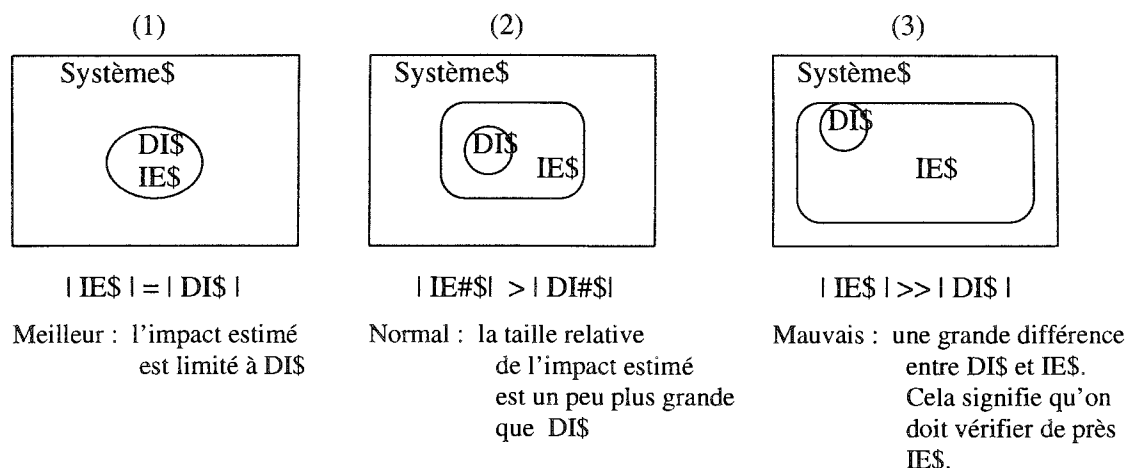 (1)
Système$
DI$
IE$
| IE$ | = | DI$ |
Meilleur : l'impact estimé
est limité à DI$
(2)
Système$
DI$
IE$
| IE#$| > | DI#$|
Normal : la taille relative
de l'impact estimé
est un peu plus grande
que DI$
(3)
Système$
DI$
IE$
| IE$ | >> | DI$ |
Mauvais : une grande différence
entre DI$ et IE$.
Cela signifie qu'on
doit vérifier de près
IE$.